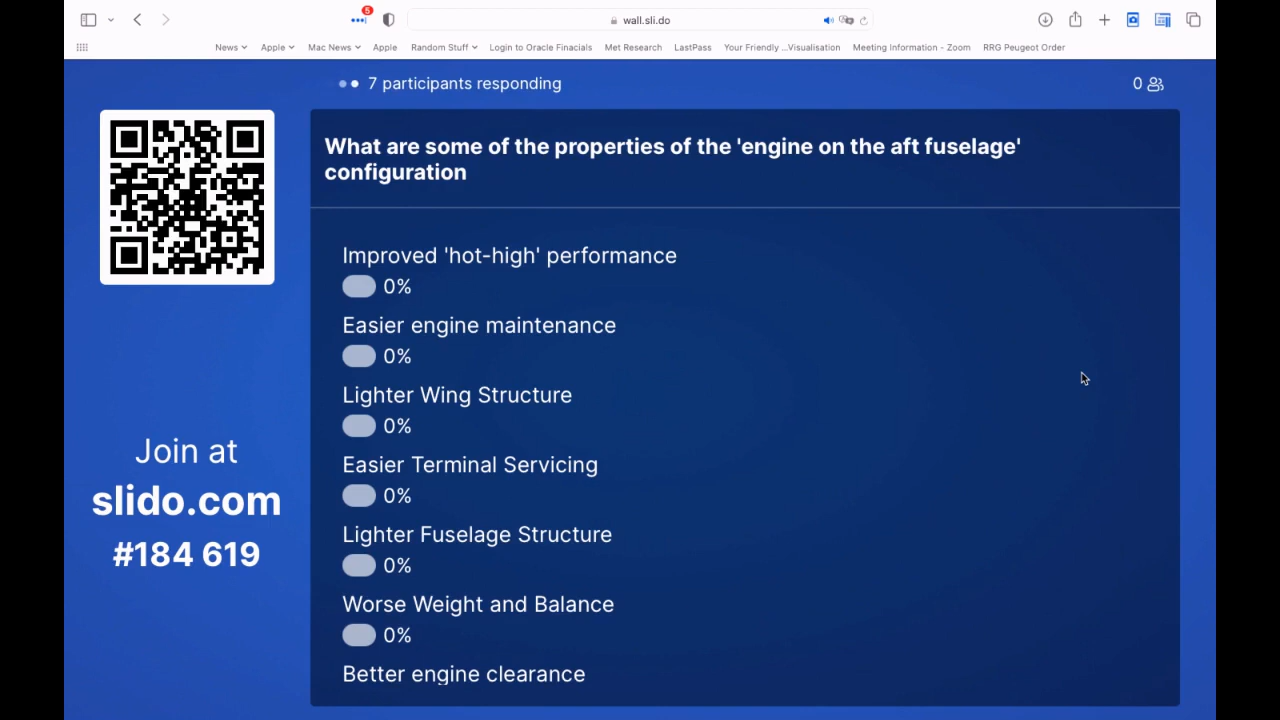 5
wall.sli.do
News Apple Mac News Apple Random Stuff Login to Oracle Finacials Met Research LastPass Your Friendly ...Visualisation Meeting Information - Zoom RRG Peugeot Order
7 participants responding
0
What are some of the properties of the 'engine on the aft fuselage'
configuration
Improved 'hot-high' performance
0%
Easier engine maintenance
0%
Lighter Wing Structure
0%
Easier Terminal Servicing
0%
Lighter Fuselage Structure
0%
Worse Weight and Balance
0%
Better engine clearance
Join at
slido.com
#184 619